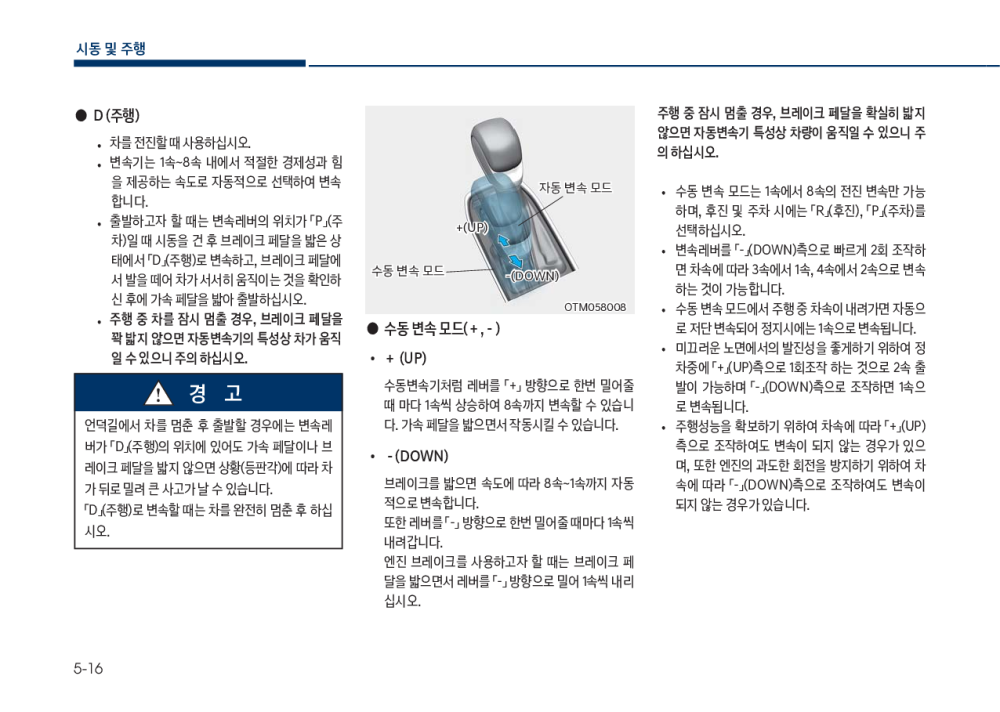 시동 및 주행
● D (주행)
• 차를 전진할 때 사용하십시오.
• 변속기는 1속~8속 내에서 적절한 경제성과 힘
을 제공하는 속도로 자동적으로 선택하여 변속
합니다.
• 출발하고자 할 때는 변속레버의 위치가 「P」(주
차)일 때 시동을 건 후 브레이크 페달을 밟은 상
태에서 「D」(주행)로 변속하고, 브레이크 페달에
서 발을 떼어 차가 서서히 움직이는 것을 확인하
신 후에 가속 페달을 밟아 출발하십시오.
• 주행 중 차를 잠시 멈출 경우, 브레이크 페달을
꽉 밟지 않으면 자동변속기의 특성상 차가 움직
일 수 있으니 주의 하십시오.
경 고
언덕길에서 차를 멈춘 후 출발할 경우에는 변속레
버가 「D」(주행)의 위치에 있어도 가속 페달이나 브
레이크 페달을 밟지 않으면 상황(등판각)에 따라 차
가 뒤로 밀려 큰 사고가 날 수 있습니다.
「D」(주행)로 변속할 때는 차를 완전히 멈춘 후 하십
시오.
자동 변속 모드
+(UP)
수동 변속 모드
-(DOWN)
OTM058008
● 수동 변속 모드( + , - )
• + (UP)
수동변속기처럼 레버를 「+」 방향으로 한번 밀어줄
때 마다 1속씩 상승하여 8속까지 변속할 수 있습니
다. 가속 페달을 밟으면서 작동시킬 수 있습니다.
• - (DOWN)
브레이크를 밟으면 속도에 따라 8속~1속까지 자동
적으로 변속합니다.
또한 레버를 「-」 방향으로 한번 밀어줄 때마다 1속씩
내려갑니다.
엔진 브레이크를 사용하고자 할 때는 브레이크 페
달을 밟으면서 레버를 「-」 방향으로 밀어 1속씩 내리
십시오.
주행 중 잠시 멈출 경우, 브레이크 페달을 확실히 밟지
않으면 자동변속기 특성상 차량이 움직일 수 있으니 주
의 하십시오.
• 수동 변속 모드는 1속에서 8속의 전진 변속만 가능
하며, 후진 및 주차 시에는 「R」(후진), 「P」(주차)를
선택하십시오.
• 변속레버를 「-」(DOWN)측으로 빠르게 2회 조작하
면 차속에 따라 3속에서 1속, 4속에서 2속으로 변속
하는 것이 가능합니다.
• 수동 변속 모드에서 주행 중 차속이 내려가면 자동으
로 저단 변속되어 정지시에는 1속으로 변속됩니다.
• 미끄러운 노면에서의 발진성을 좋게하기 위하여 정
차중에 「+」(UP)측으로 1회조작 하는 것으로 2속 출
발이 가능하며 「-」(DOWN)측으로 조작하면 1속으
로 변속됩니다.
• 주행성능을 확보하기 위하여 차속에 따라 「+」(UP)
측으로 조작하여도 변속이 되지 않는 경우가 있으
며, 또한 엔진의 과도한 회전을 방지하기 위하여 차
속에 따라 「-」(DOWN)측으로 조작하여도 변속이
되지 않는 경우가 있습니다.
5-16